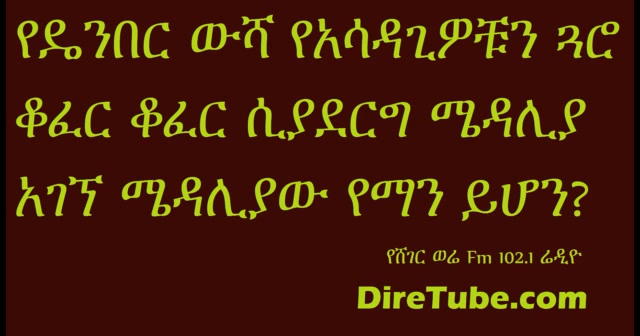 የዴንበር ውሻ የአሳዳጊዎቹን ጓሮ
ቆፈር ቆፈር ሲያደርግ ሜዳሊያ
አገኘ ሜዳሊያው የማን ይሆን?
የሸገር ወሬ Fm 102.1 ሬዲዮ
DireTube.com